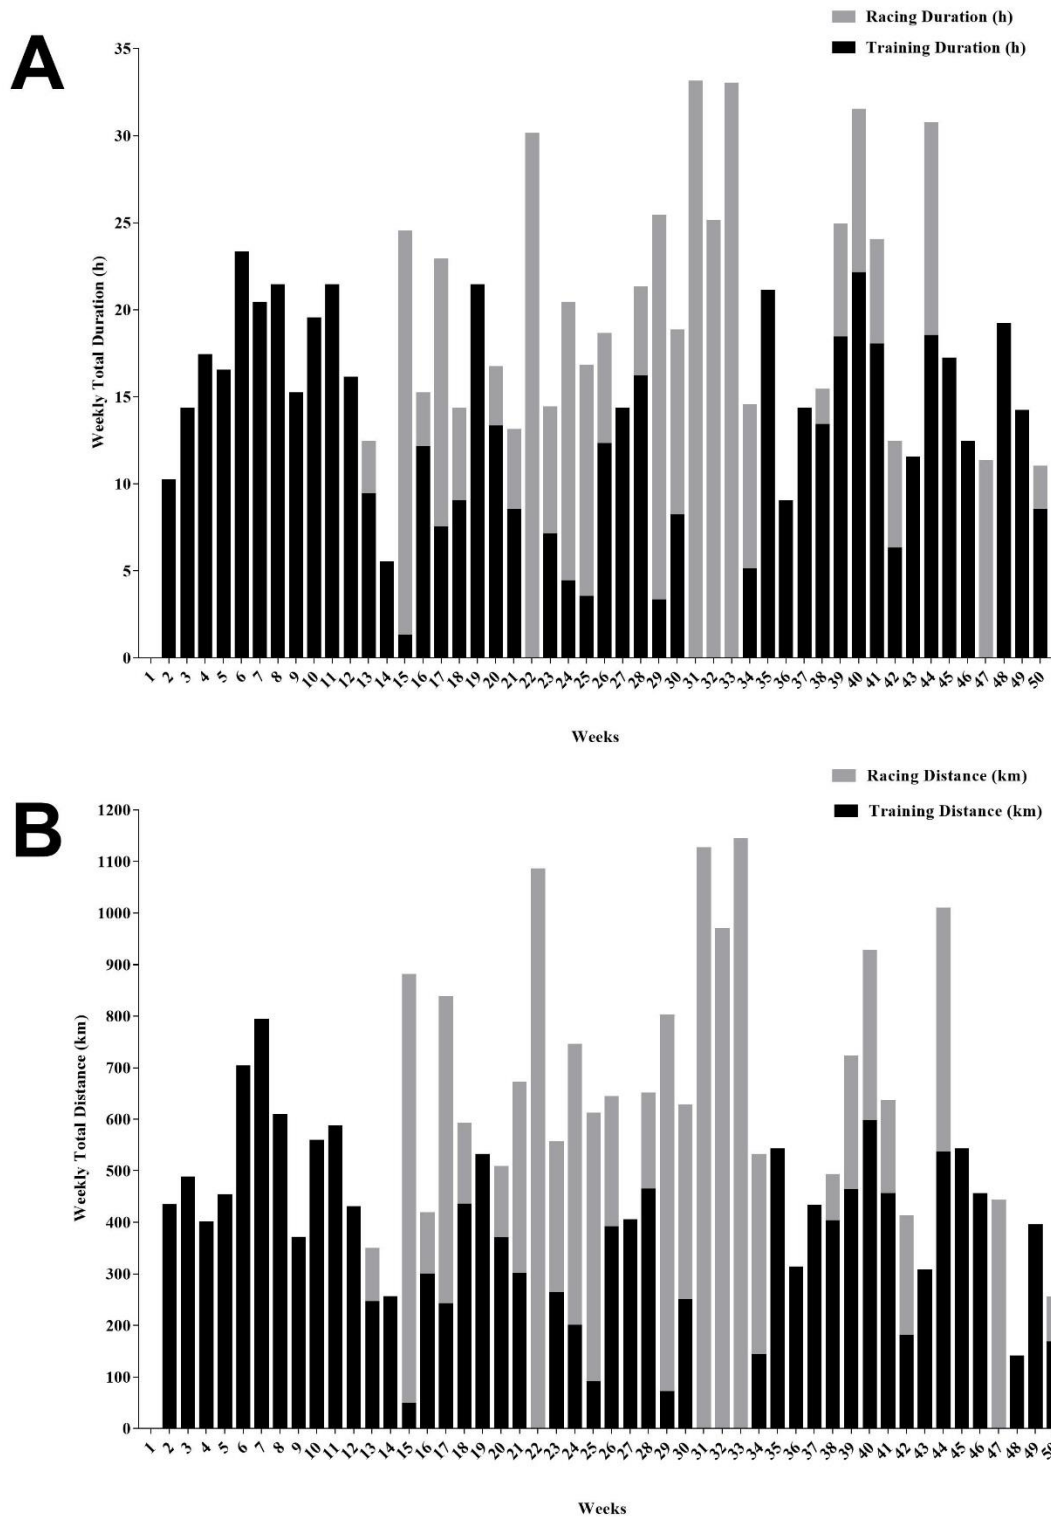 A
Racing Duration (h)
Training Duration (h)
35
30
25
20
15
10
5
0
Weekly Total Duration (h)
1 2 3 4 5 6 7 8 9 10 11 12 13 14 15 16 17 18 19 20 21 22 23 24 25 26 27 28 29 30 31 32 33 34 35 36 37 38 39 40 41 42 43 44 45 46 47 48 49 50
Weeks
B
Racing Distance (km)
Training Distance (km)
1200
1100
1000
900
800
700
600
500
400
300
200
100
0
Weekly Total Distance (km)
1 2 3 4 5 6 7 8 9 10 11 12 13 14 15 16 17 18 19 20 21 22 23 24 25 26 27 28 29 30 31 32 33 34 35 36 37 38 39 40 41 42 43 44 45 46 47 48 49 50
Weeks